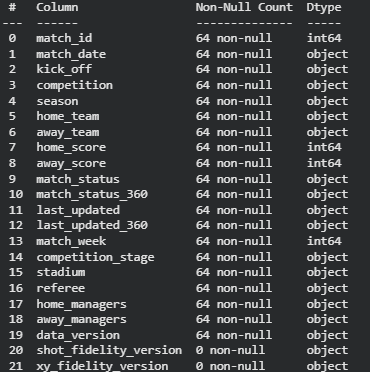 #   Column                 Non-Null Count  Dtype
---  ------                 --------------  -----
0   match_id               64 non-null     int64
1   match_date             64 non-null     object
2   kick_off               64 non-null     object
3   competition            64 non-null     object
4   season                 64 non-null     object
5   home_team              64 non-null     object
6   away_team              64 non-null     object
7   home_score             64 non-null     int64
8   away_score             64 non-null     int64
9   match_status           64 non-null     object
10  match_status_360       64 non-null     object
11  last_updated           64 non-null     object
12  last_updated_360       64 non-null     object
13  match_week             64 non-null     int64
14  competition_stage      64 non-null     object
15  stadium                64 non-null     object
16  referee                64 non-null     object
17  home_managers          64 non-null     object
18  away_managers          64 non-null     object
19  data_version           64 non-null     object
20  shot_fidelity_version  0 non-null      object
21  xy_fidelity_version    0 non-null      object